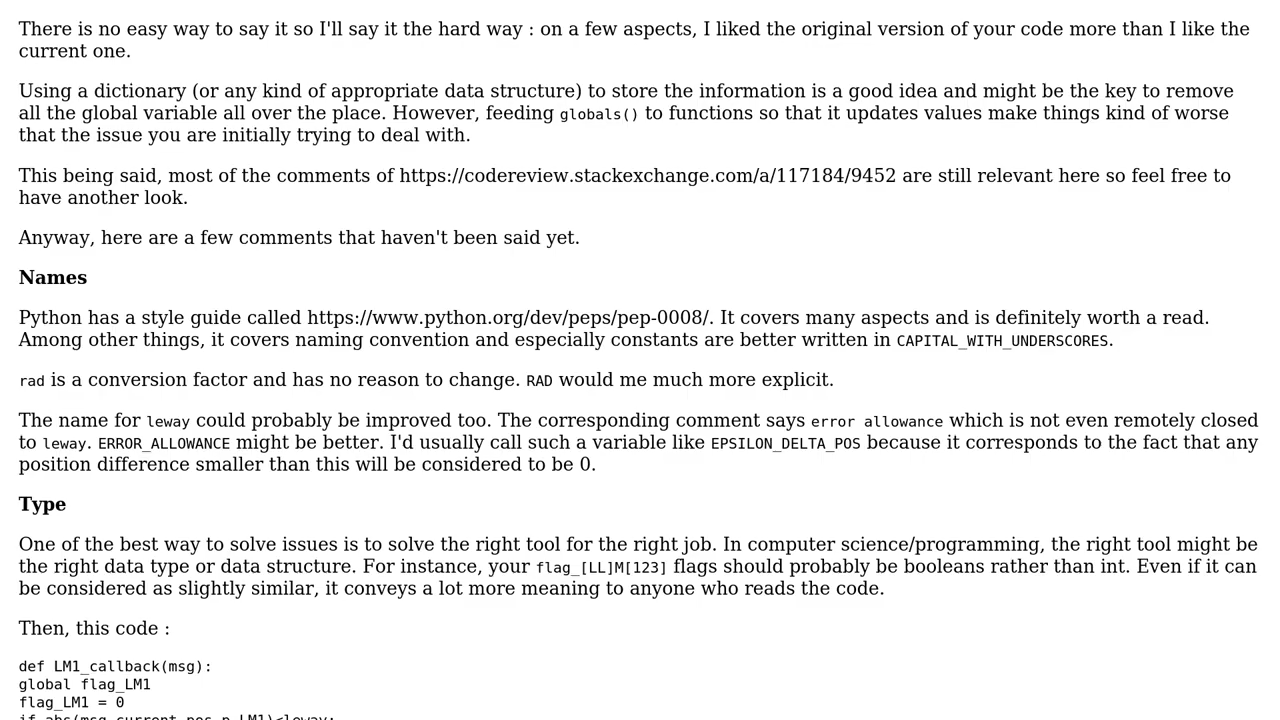 There is no easy way to say it so I'll say it the hard way : on a few aspects, I liked the original version of your code more than I like the
current one.
Using a dictionary (or any kind of appropriate data structure) to store the information is a good idea and might be the key to remove
all the global variable all over the place. However, feeding globals() to functions so that it updates values make things kind of worse
that the issue you are initially trying to deal with.
This being said, most of the comments of https://codereview.stackexchange.com/a/117184/9452 are still relevant here so feel free to
have another look.
Anyway, here are a few comments that haven't been said yet.
Names
Python has a style guide called https://www.python.org/dev/peps/pep-0008/. It covers many aspects and is definitely worth a read.
Among other things, it covers naming convention and especially constants are better written in CAPITAL_WITH_UNDERSCORES.
rad is a conversion factor and has no reason to change. RAD would me much more explicit.
The name for leway could probably be improved too. The corresponding comment says error allowance which is not even remotely closed
to leway. ERROR_ALLOWANCE might be better. I'd usually call such a variable like EPSILON_DELTA_POS because it corresponds to the fact that any
position difference smaller than this will be considered to be 0.
Type
One of the best way to solve issues is to solve the right tool for the right job. In computer science/programming, the right tool might be
the right data type or data structure. For instance, your flag_[LL]M[123] flags should probably be booleans rather than int. Even if it can
be considered as slightly similar, it conveys a lot more meaning to anyone who reads the code.
Then, this code :
def LM1_callback(msg):
global flag_LM1
flag_LM1 = 0
if abs(msg.current_pos-p_LM1)<leway: